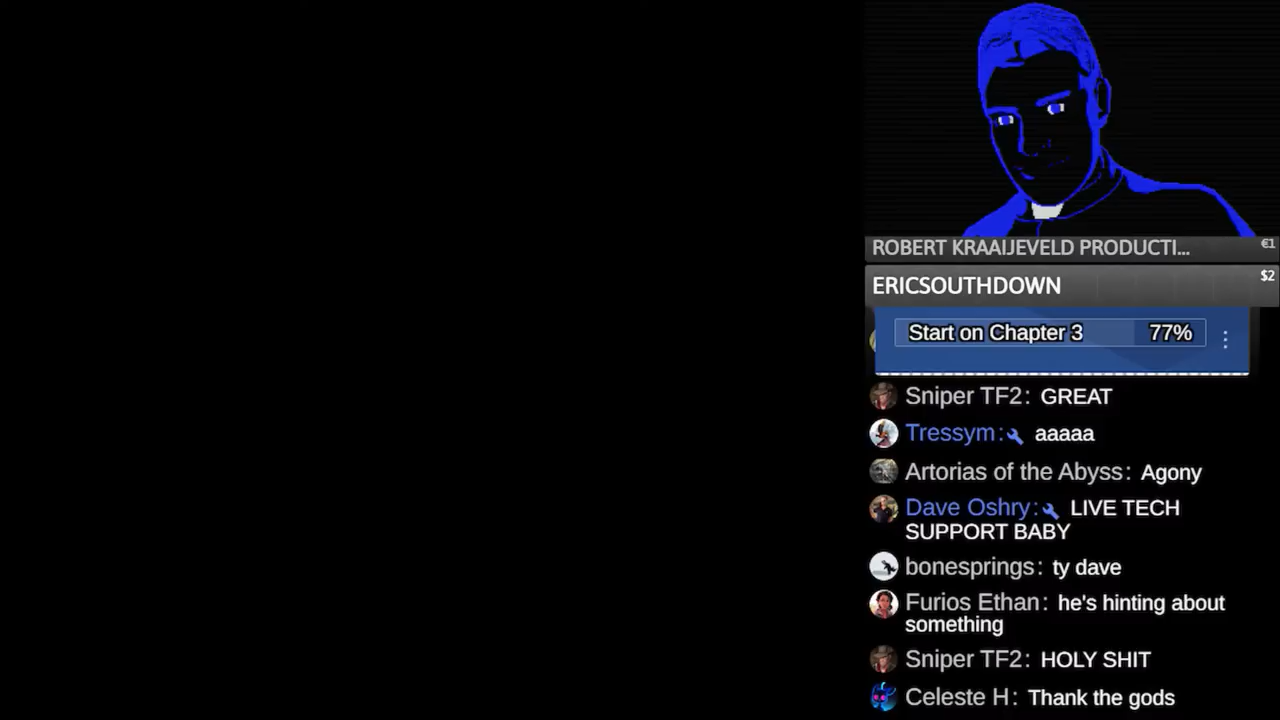 ROBERT KRAAIJEVELD PRODUCTI... €1
ERICSOUTHDOWN $2
Start on Chapter 3 77%
Sniper TF2: GREAT
Tressym: aaaaa
Artorias of the Abyss: Agony
Dave Oshry: LIVE TECH
SUPPORT BABY
bonesprings: ty dave
Furios Ethan: he's hinting about
something
Sniper TF2: HOLY SHIT
Celeste H: Thank the gods